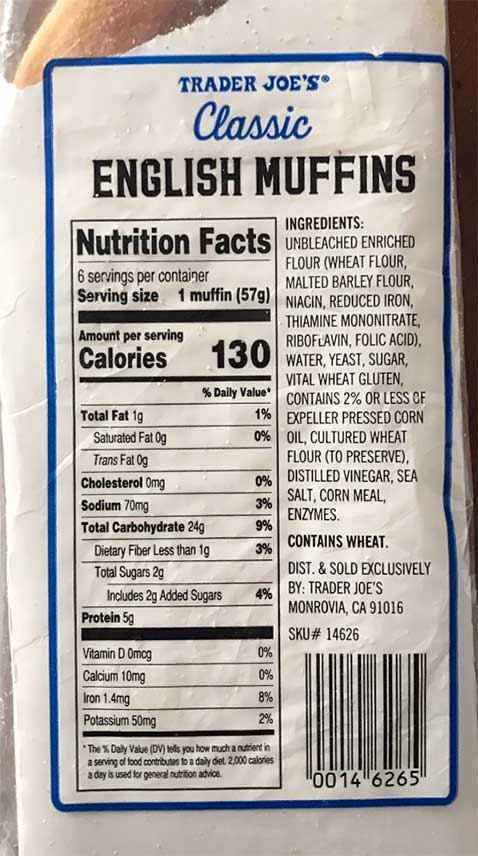 TRADER JOE'S®
Classic
ENGLISH MUFFINS
Nutrition Facts
6 servings per container
Serving size 1 muffin (57g)
Amount per serving
Calories 130
% Daily Value*
Total Fat 1g 1%
Saturated Fat 0g 0%
Trans Fat 0g
Cholesterol 0mg 0%
Sodium 70mg 3%
Total Carbohydrate 24g 9%
Dietary Fiber Less than 1g 3%
Total Sugars 2g
Includes 2g Added Sugars 4%
Protein 5g
Vitamin D 0mcg 0%
Calcium 10mg 0%
Iron 1.4mg 8%
Potassium 50mg 2%
* The % Daily Value (DV) tells you how much a nutrient in
a serving of food contributes to a daily diet. 2,000 calories
a day is used for general nutrition advice.
INGREDIENTS:
UNBLEACHED ENRICHED
FLOUR (WHEAT FLOUR,
MALTED BARLEY FLOUR,
NIACIN, REDUCED IRON,
THIAMINE MONONITRATE,
RIBOFLAVIN, FOLIC ACID),
WATER, YEAST, SUGAR,
VITAL WHEAT GLUTEN,
CONTAINS 2% OR LESS OF
EXPELLER PRESSED CORN
OIL, CULTURED WHEAT
FLOUR (TO PRESERVE),
DISTILLED VINEGAR, SEA
SALT, CORN MEAL,
ENZYMES.
CONTAINS WHEAT.
DIST. & SOLD EXCLUSIVELY
BY: TRADER JOE'S
MONROVIA, CA 91016
SKU# 14626
0014 6265